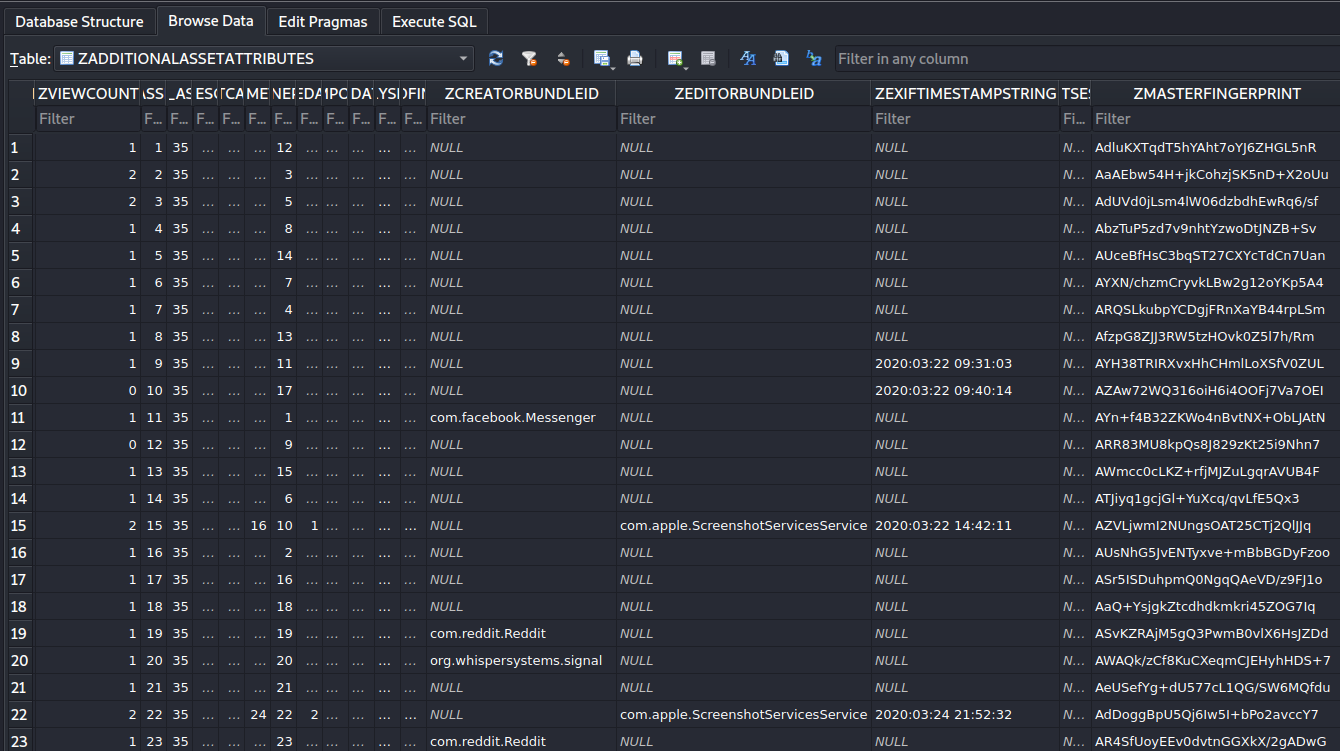 Database Structure Browse Data Edit Pragmas Execute SQL
Table: ZADDITIONALASSETATTRIBUTES Filter in any column
ZVIEWCOUNT ASS _AS ESC TCA ME NER EDA MPO DA YSI OFIN ZCREATORBUNDLEID ZEDITORBUNDLEID ZEXIFTIMESTAMPSTRING TSES ZMASTERFINGERPRINT
Filter F... F... F... F... F... F... F... F... F... F... F... Filter Filter Filter Fi... Filter
1 1 1 35 ... ... ... 12 ... ... ... ... ... NULL NULL NULL N... AdluKXTqdT5hYAht7oYJ6ZHGL5nR
2 2 2 35 ... ... ... 3 ... ... ... ... ... NULL NULL NULL N... AaAEbw54H+jkCohzjSK5nD+X2oUu
3 2 3 35 ... ... ... 5 ... ... ... ... ... NULL NULL NULL N... AdUVd0jLsm4lW06dzbdhEwRq6/sf
4 1 4 35 ... ... ... 8 ... ... ... ... ... NULL NULL NULL N... AbzTuP5zd7v9nhtYzwoDtJNZB+Sv
5 1 5 35 ... ... ... 14 ... ... ... ... ... NULL NULL NULL N... AUceBfHsC3bqST27CXYcTdCn7Uan
6 1 6 35 ... ... ... 7 ... ... ... ... ... NULL NULL NULL N... AYXN/chzmCryvkLBw2g12oYKp5A4
7 1 7 35 ... ... ... 4 ... ... ... ... ... NULL NULL NULL N... ARQSLkubpYCDgjFRnXaYB44rpLSm
8 1 8 35 ... ... ... 13 ... ... ... ... ... NULL NULL NULL N... AfzpG8ZJJ3RW5tzHOvk0Z5l7h/Rm
9 1 9 35 ... ... ... 11 ... ... ... ... ... NULL NULL 2020:03:22 09:31:03 N... AYH38TRIRXvxHhCHmlLoXSfV0ZUL
10 0 10 35 ... ... ... 17 ... ... ... ... ... NULL NULL 2020:03:22 09:40:14 N... AZAw72WQ316oiH6i4OOFj7Va7OEI
11 1 11 35 ... ... ... 1 ... ... ... ... ... com.facebook.Messenger NULL NULL N... AYn+f4B32ZKWo4nBvtNX+ObLJAtN
12 0 12 35 ... ... ... 9 ... ... ... ... ... NULL NULL NULL N... ARR83MU8kpQs8J829zKt25i9Nhn7
13 1 13 35 ... ... ... 15 ... ... ... ... ... NULL NULL NULL N... AWmcc0cLKZ+rfjMJZuLgqrAVUB4F
14 1 14 35 ... ... ... 6 ... ... ... ... ... NULL NULL NULL N... ATJiyq1gcjGl+YuXcq/qvLfE5Qx3
15 2 15 35 ... ... 16 10 1 ... ... ... ... NULL com.apple.ScreenshotServicesService 2020:03:22 14:42:11 N... AZVLjwmI2NUngsOAT25CTj2QlJJq
16 1 16 35 ... ... ... 2 ... ... ... ... ... NULL NULL NULL N... AUsNhG5JvENTyxve+mBbBGDyFzoo
17 1 17 35 ... ... ... 16 ... ... ... ... ... NULL NULL NULL N... ASr5ISDuhpmQ0NgqQAeVD/z9FJ1o
18 1 18 35 ... ... ... 18 ... ... ... ... ... NULL NULL NULL N... AaQ+YsjgkZtcdhdkmkri45ZOG7Iq
19 1 19 35 ... ... ... 19 ... ... ... ... ... com.reddit.Reddit NULL NULL N... ASvKZRAjM5gQ3PwmB0vlX6HsJZDd
20 1 20 35 ... ... ... 20 ... ... ... ... ... org.whispersystems.signal NULL NULL N... AWAQk/zCf8KuCXeqmCJEHyhHDS+7
21 1 21 35 ... ... ... 21 ... ... ... ... ... NULL NULL NULL N... AeUSefYg+dU577cL1QG/SW6MQfdu
22 2 22 35 ... ... 24 22 2 ... ... ... ... NULL com.apple.ScreenshotServicesService 2020:03:24 21:52:32 N... AdDoggBpU5Qj6Iw5I+bPo2avccY7
23 1 23 35 ... ... ... 23 ... ... ... ... ... com.reddit.Reddit NULL NULL N... AR4SfUoyEEv0dvtnGGXkX/2gADwG